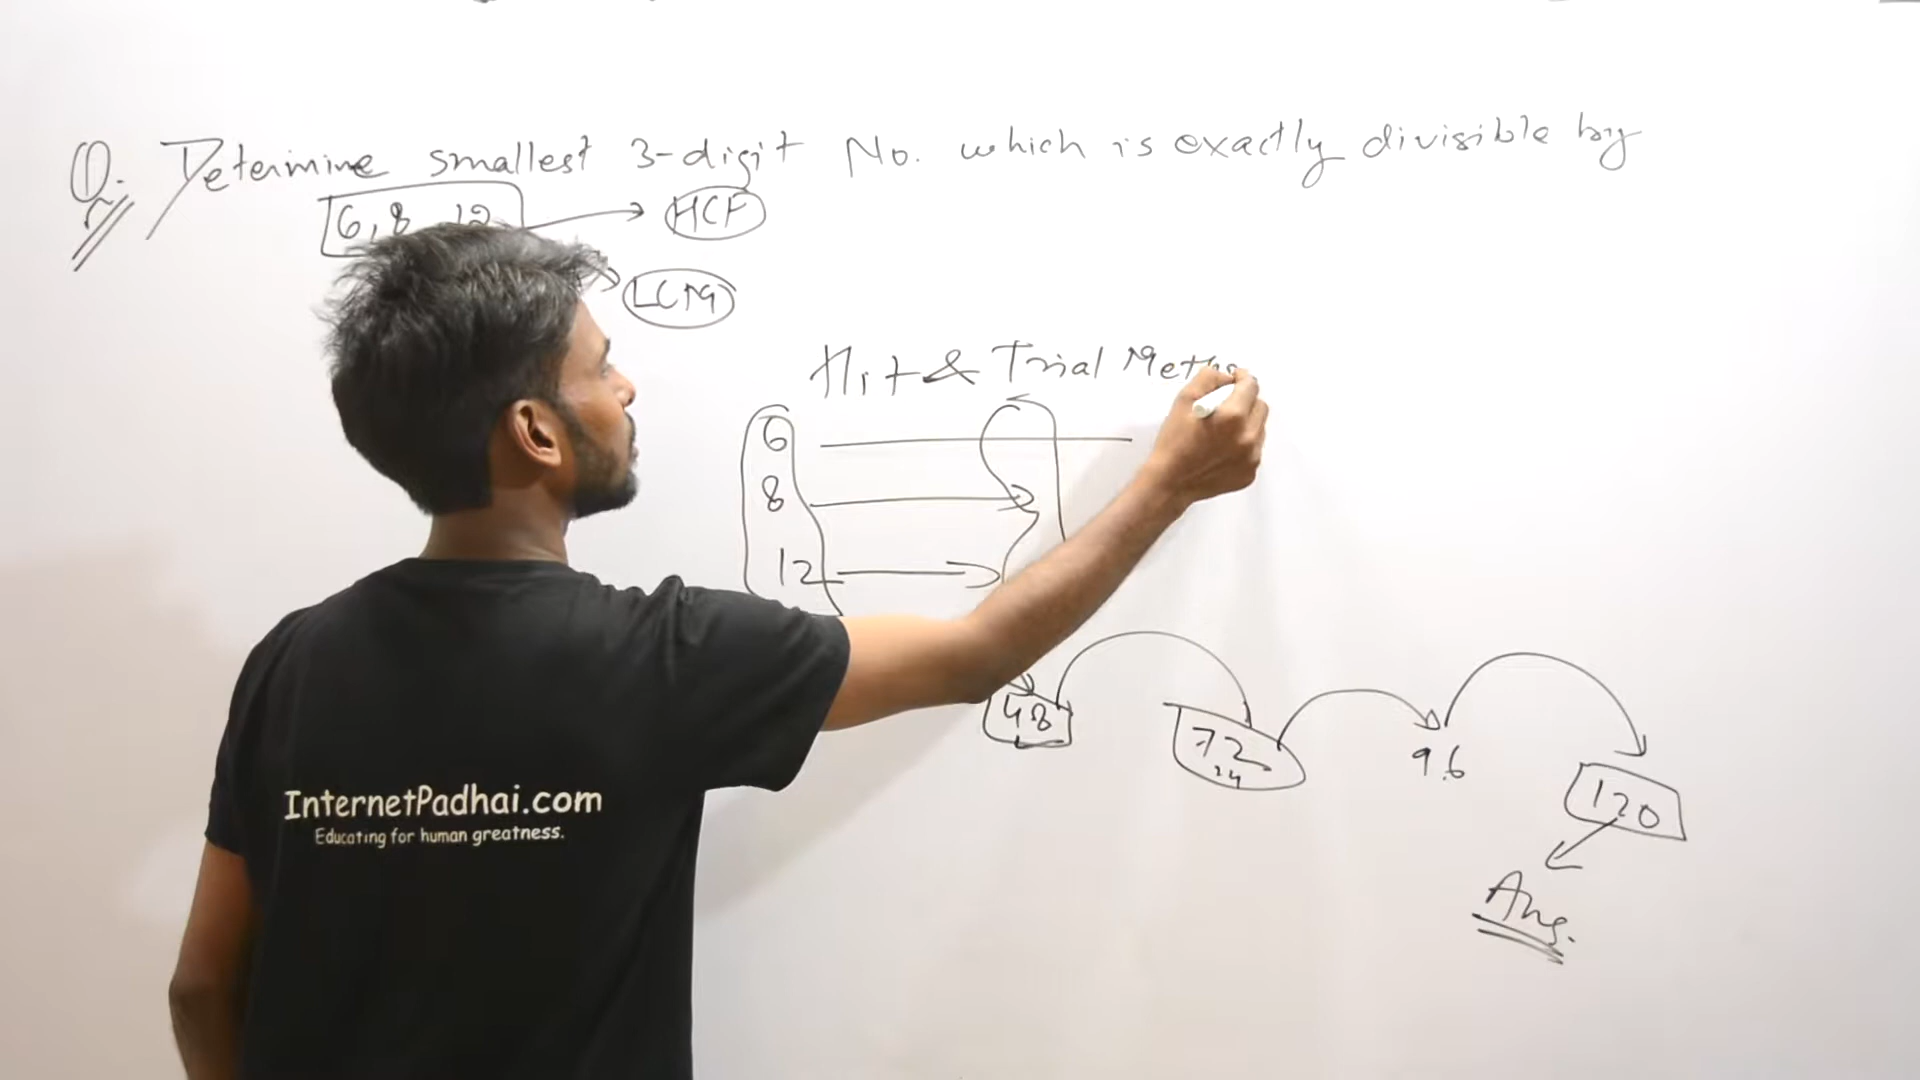 Q. Determine smallest 3-digit No. which is exactly divisible by
6, 8 12
HCF
LCM
Hit & Trial
6
8
12
48
72
24
96
120
Ans.
InternetPadhai.com
Educating for human greatness.